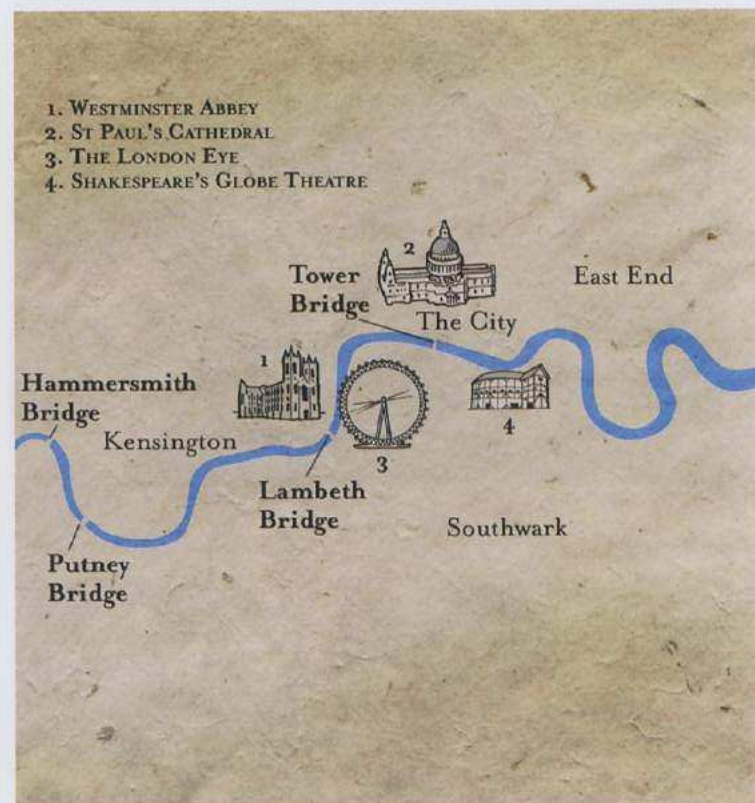 1. Westminster Abbey
2. St Paul's Cathedral
3. The London Eye
4. Shakespeare's Globe Theatre
2
Tower
Bridge
East End
The City
1
Hammersmith
Bridge
Kensington
4
3
Lambeth
Bridge
Southwark
Putney
Bridge